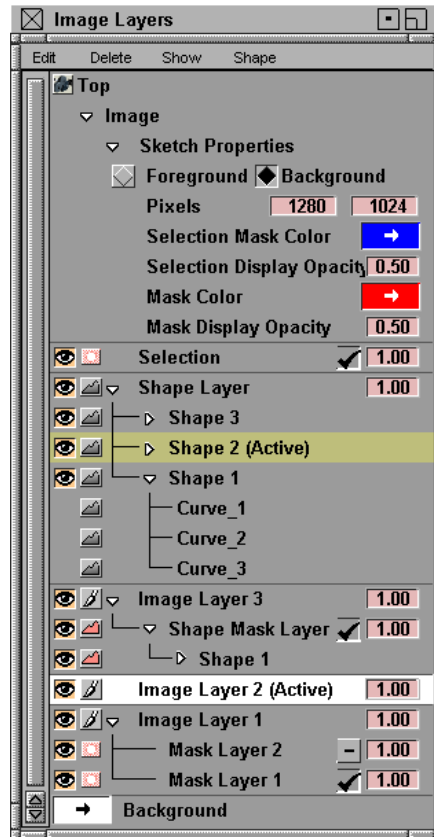 Image Layers
Edit Delete Show Shape
Top
Image
Sketch Properties
Foreground Background
Pixels 1280 1024
Selection Mask Color
Selection Display Opacity 0.50
Mask Color
Mask Display Opacity 0.50
Selection 1.00
Shape Layer 1.00
Shape 3
Shape 2 (Active)
Shape 1
Curve_1
Curve_2
Curve_3
Image Layer 3 1.00
Shape Mask Layer 1.00
Shape 1
Image Layer 2 (Active) 1.00
Image Layer 1 1.00
Mask Layer 2 1.00
Mask Layer 1 1.00
Background